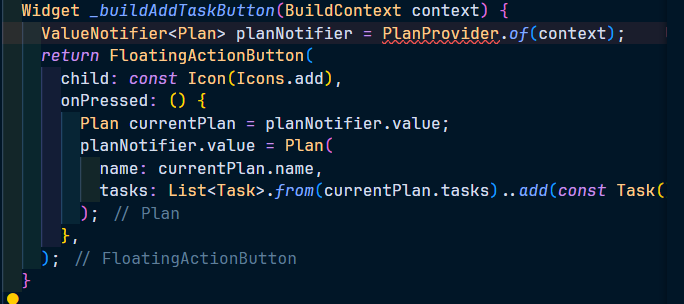 Widget _buildAddTaskButton(BuildContext context) {
ValueNotifier<Plan> planNotifier = PlanProvider.of(context);
return FloatingActionButton(
child: const Icon(Icons.add),
onPressed: () {
Plan currentPlan = planNotifier.value;
planNotifier.value = Plan(
name: currentPlan.name,
tasks: List<Task>.from(currentPlan.tasks)..add(const Task(
); // Plan
},
); // FloatingActionButton
}